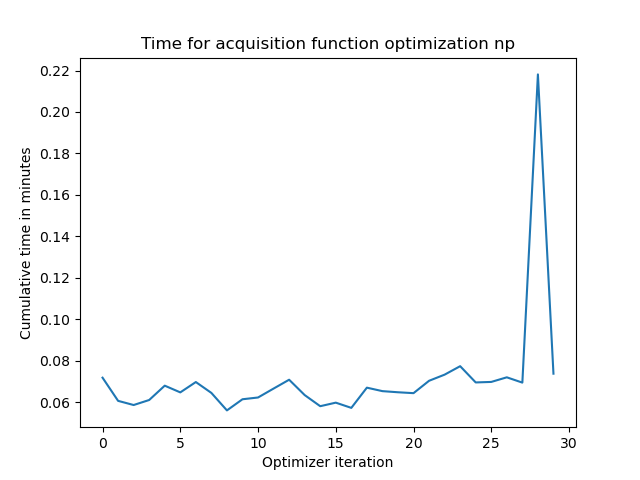 Time for acquisition function optimization np
Cumulative time in minutes
0.22
0.20
0.18
0.16
0.14
0.12
0.10
0.08
0.06
0 5 10 15 20 25 30
Optimizer iteration